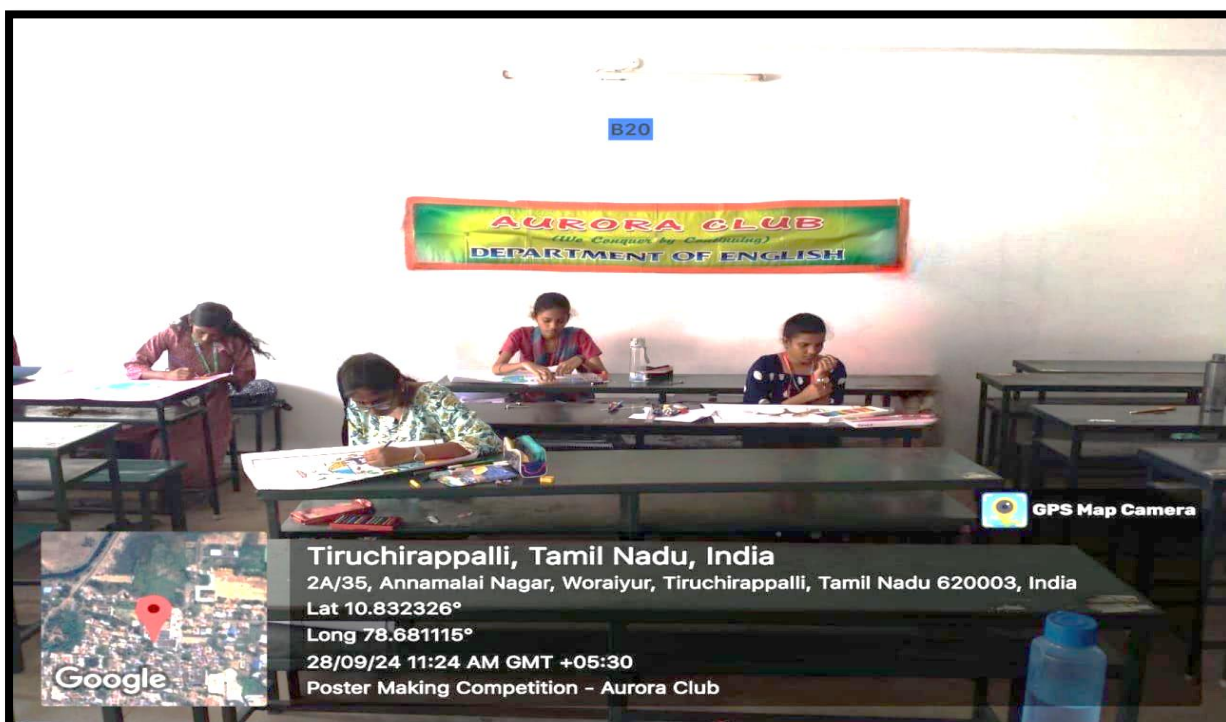 B20
AURORA CLUB
(We Conquer by Continuing)
DEPARTMENT OF ENGLISH
GPS Map Camera
Tiruchirappalli, Tamil Nadu, India
2A/35, Annamalai Nagar, Woraiyur, Tiruchirappalli, Tamil Nadu 620003, India
Lat 10.832326°
Long 78.681115°
28/09/24 11:24 AM GMT +05:30
Poster Making Competition - Aurora Club
Google